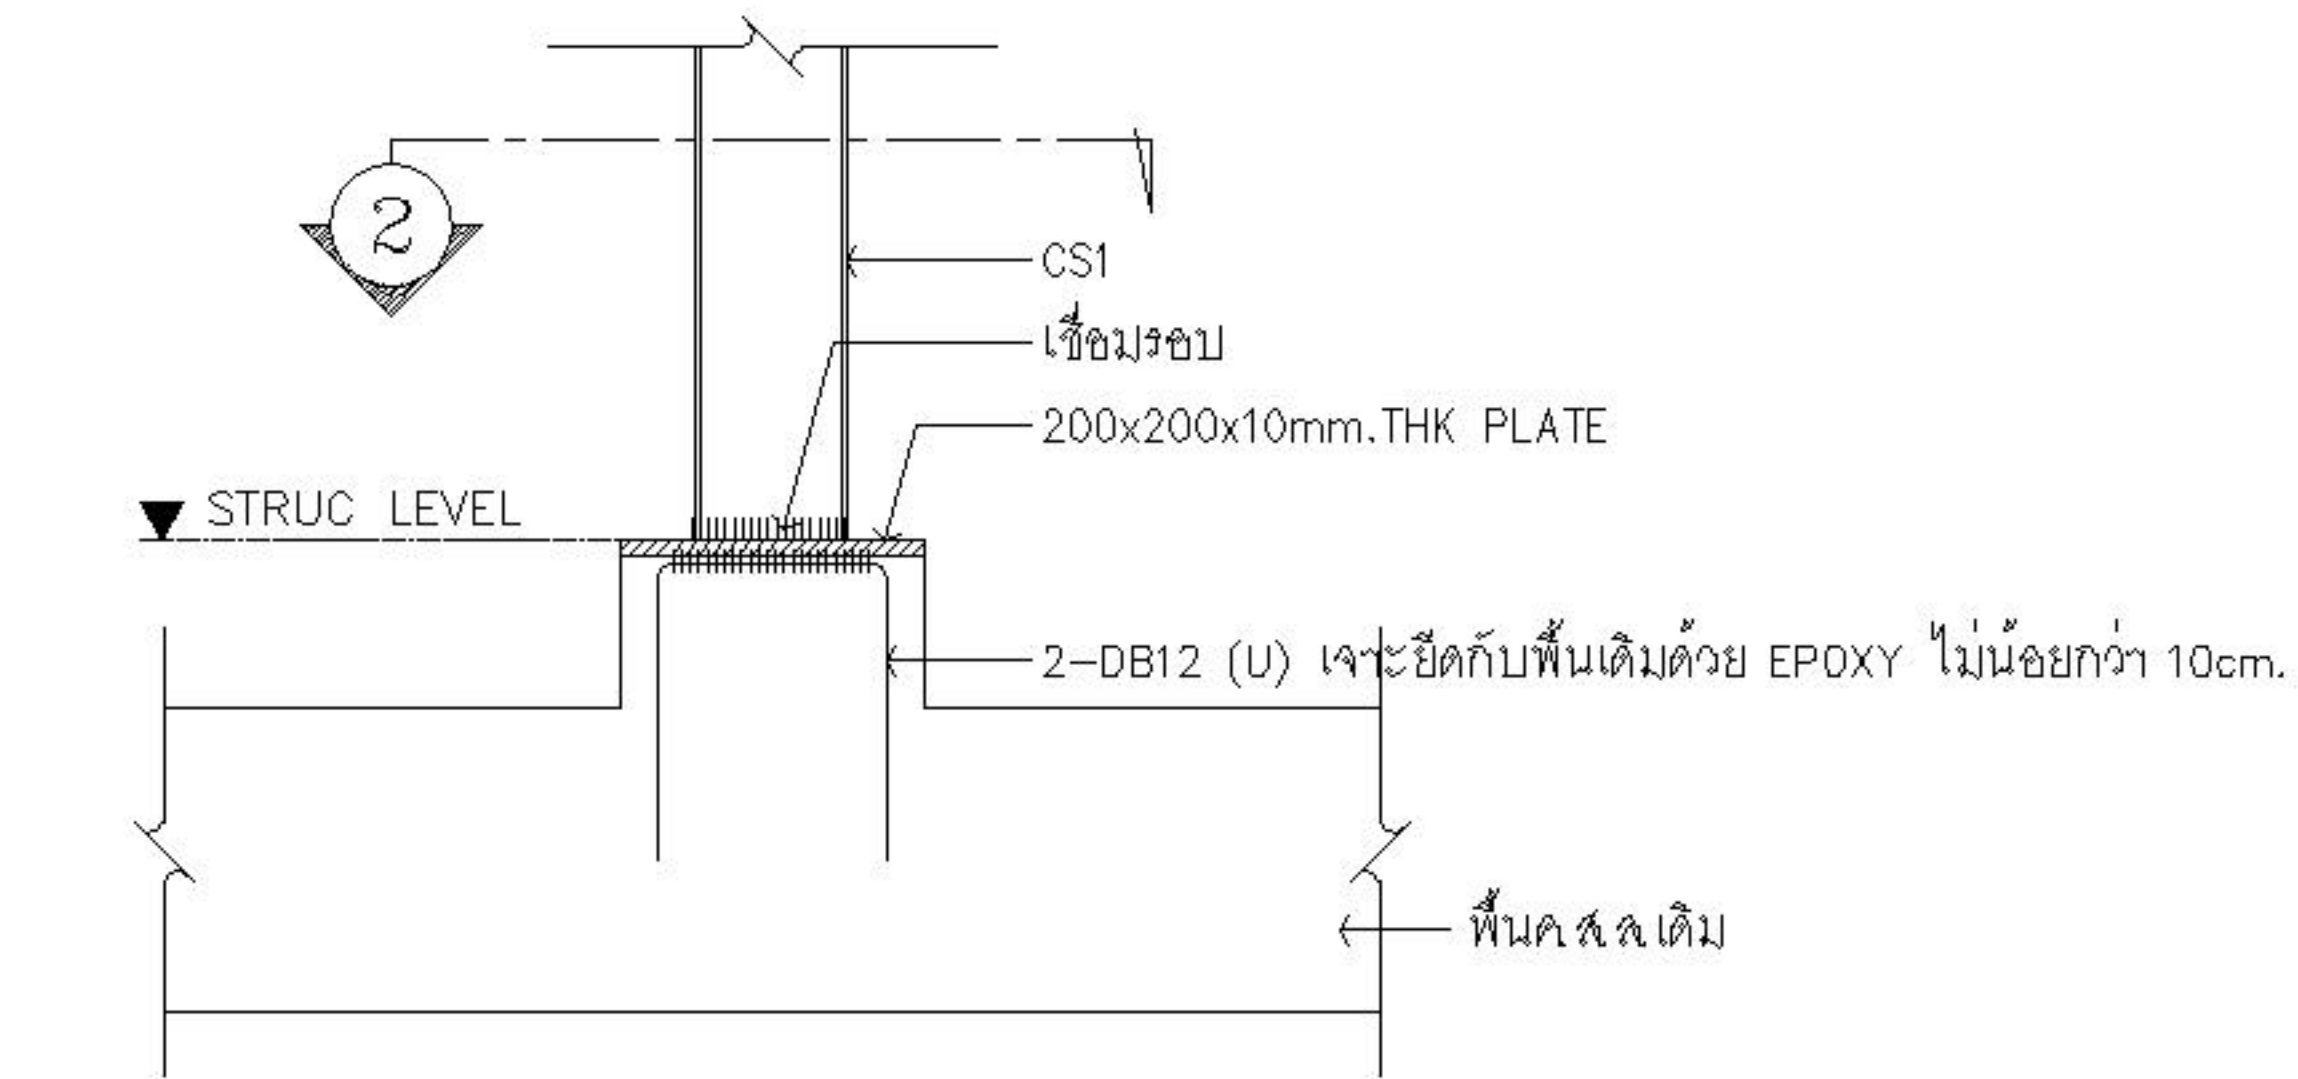 2
CS1
เชื่อมรอบ
200x200x10mm.THK PLATE
STRUC LEVEL
2-DB12 (U) เจาะยึดกับพื้นเดิมด้วย EPOXY ไม่น้อยกว่า 10cm.
พื้นค.ส.ล.เดิม